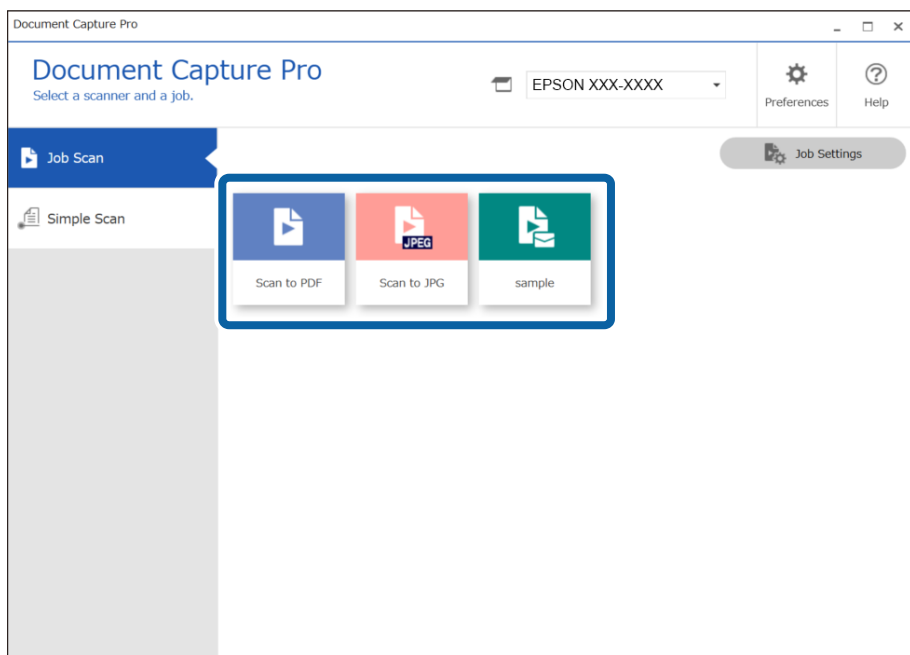 Document Capture Pro
Document Capture Pro
Select a scanner and a job.
EPSON XXX-XXXX
Preferences
Help
Job Scan
Job Settings
Simple Scan
JPEG
Scan to PDF
Scan to JPG
sample